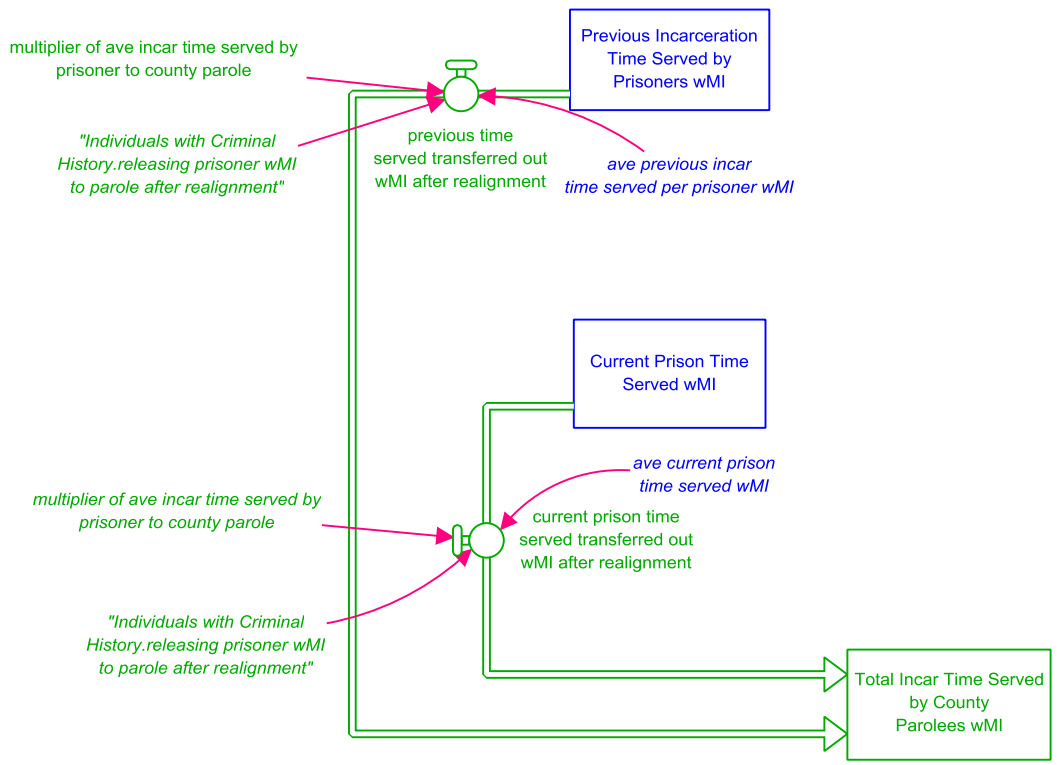 Previous Incarceration
Time Served by
Prisoners wMI
multiplier of ave incar time served by
prisoner to county parole
"Individuals with Criminal
History.releasing prisoner wMI
to parole after realignment"
previous time
served transferred out
wMI after realignment
ave previous incar
time served per prisoner wMI
Current Prison Time
Served wMI
ave current prison
time served wMI
multiplier of ave incar time served by
prisoner to county parole
current prison time
served transferred out
wMI after realignment
"Individuals with Criminal
History.releasing prisoner wMI
to parole after realignment"
Total Incar Time Served
by County
Parolees wMI